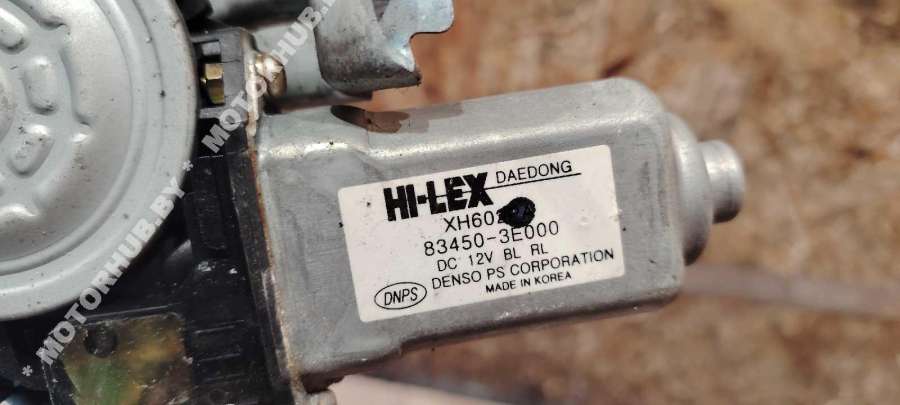 HI-LEX DAEDONG
83450-3E000
DC 12V BL RL
DENSO PS CORPORATION
DNPS
MADE IN KOREA
MOTORHUB.BY * MOTORHUB.BY * MOTORHUB.BY